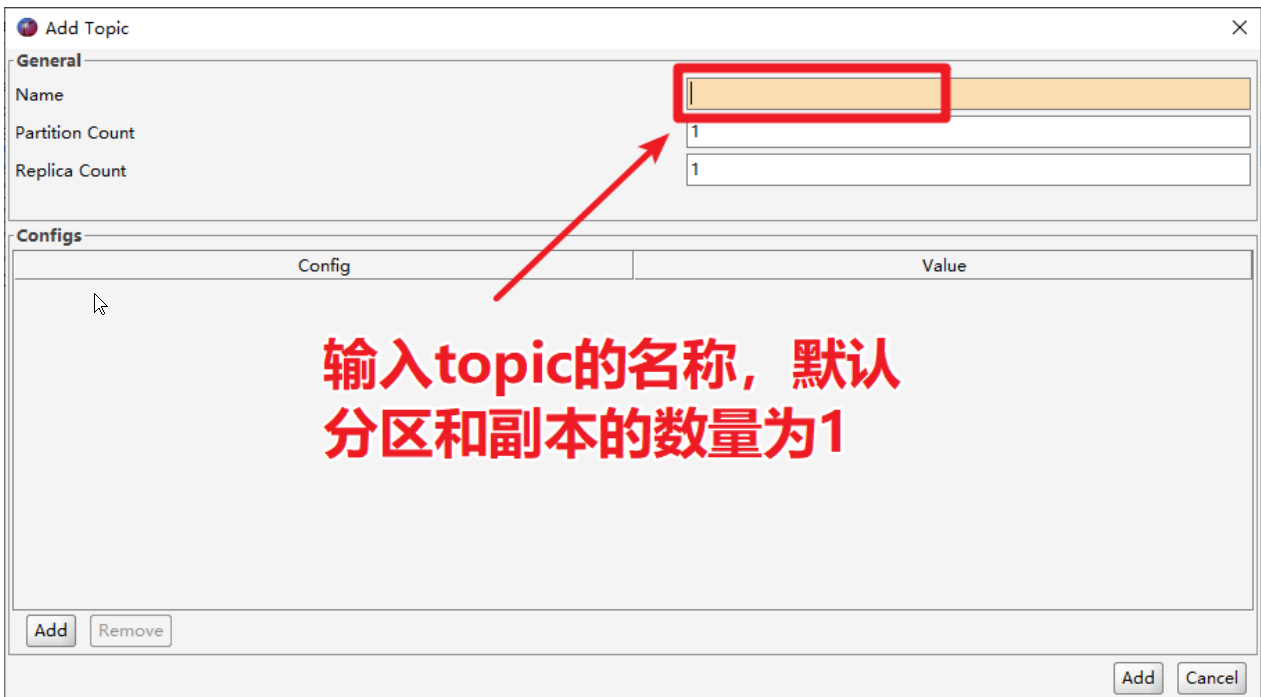 Add Topic
General
Name
Partition Count
1
Replica Count
1
Configs
Config
Value
输入topic的名称，默认
分区和副本的数量为1
Add
Remove
Add
Cancel